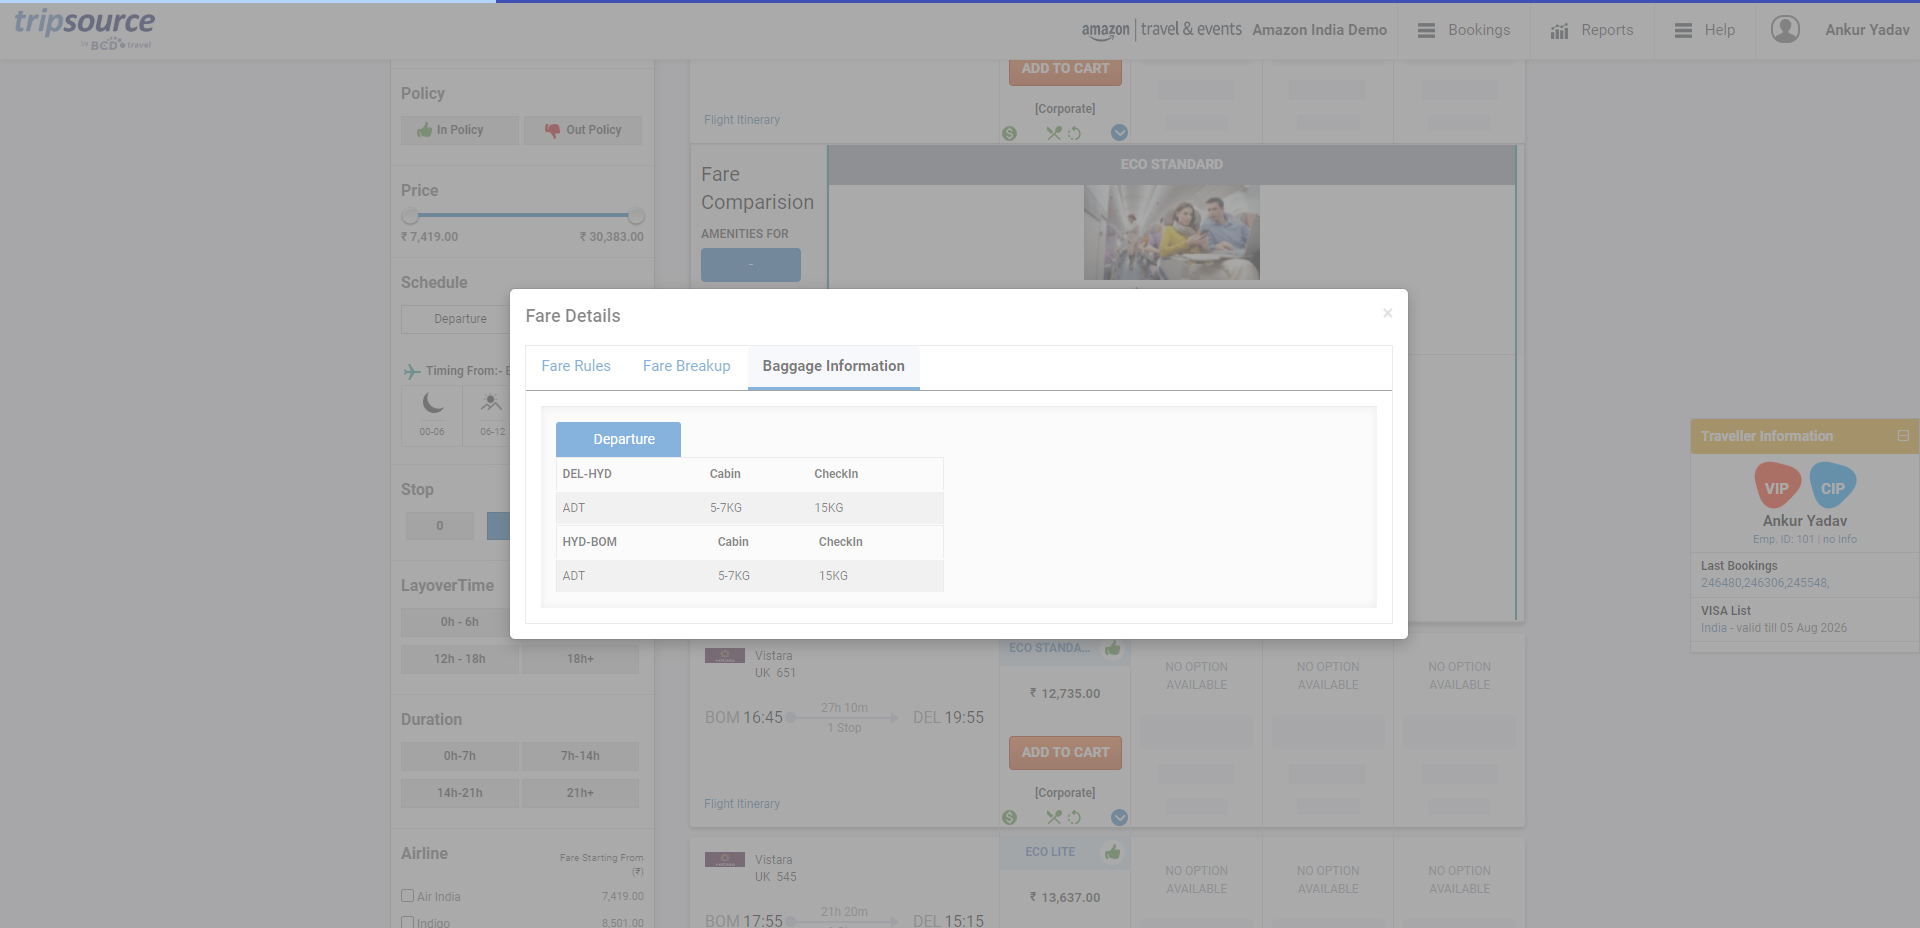 tripsource
by BCD travel
amazon travel & events
Amazon India Demo
Bookings
Reports
Help
Ankur Yadav
Policy
In Policy
Out Policy
Price
₹ 7,419.00
₹ 30,383.00
Schedule
Departure
Timing From:-
00-06
06-12
Stop
0
LayoverTime
0h - 6h
12h - 18h
18h+
Duration
0h-7h
7h-14h
14h-21h
21h+
Airline
Fare Starting From
(₹)
Air India
7,419.00
Indigo
8,501.00
ADD TO CART
[Corporate]
Flight Itinerary
Fare
Comparision
AMENITIES FOR
-
ECO STANDARD
Fare Details
×
Fare Rules
Fare Breakup
Baggage Information
Departure
DEL-HYD Cabin CheckIn
ADT 5-7KG 15KG
HYD-BOM Cabin CheckIn
ADT 5-7KG 15KG
Vistara
UK 651
BOM 16:45
27h 10m
1 Stop
DEL 19:55
Flight Itinerary
ECO STANDA...
₹ 12,735.00
ADD TO CART
[Corporate]
NO OPTION
AVAILABLE
NO OPTION
AVAILABLE
NO OPTION
AVAILABLE
Vistara
UK 545
BOM 17:55
21h 20m
DEL 15:15
ECO LITE
₹ 13,637.00
NO OPTION
AVAILABLE
NO OPTION
AVAILABLE
NO OPTION
AVAILABLE
Traveller Information
VIP
CIP
Ankur Yadav
Emp. ID: 101 | no Info
Last Bookings
246480,246306,245548,
VISA List
India - valid till 05 Aug 2026